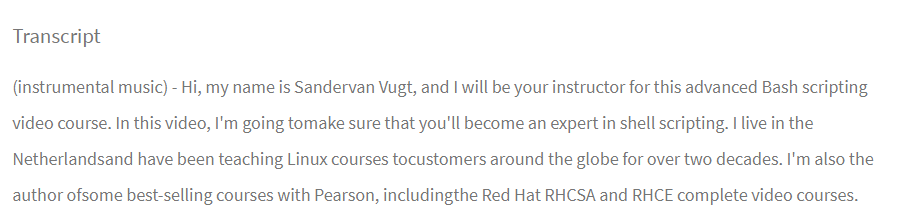 Transcript
(instrumental music) - Hi, my name is Sandervan Vugt, and I will be your instructor for this advanced Bash scripting
video course. In this video, I'm going tomake sure that you'll become an expert in shell scripting. I live in the
Netherlandsand have been teaching Linux courses tocustomers around the globe for over two decades. I'm also the
author ofsome best-selling courses with Pearson, includingthe Red Hat RHCSA and RHCE complete video courses.